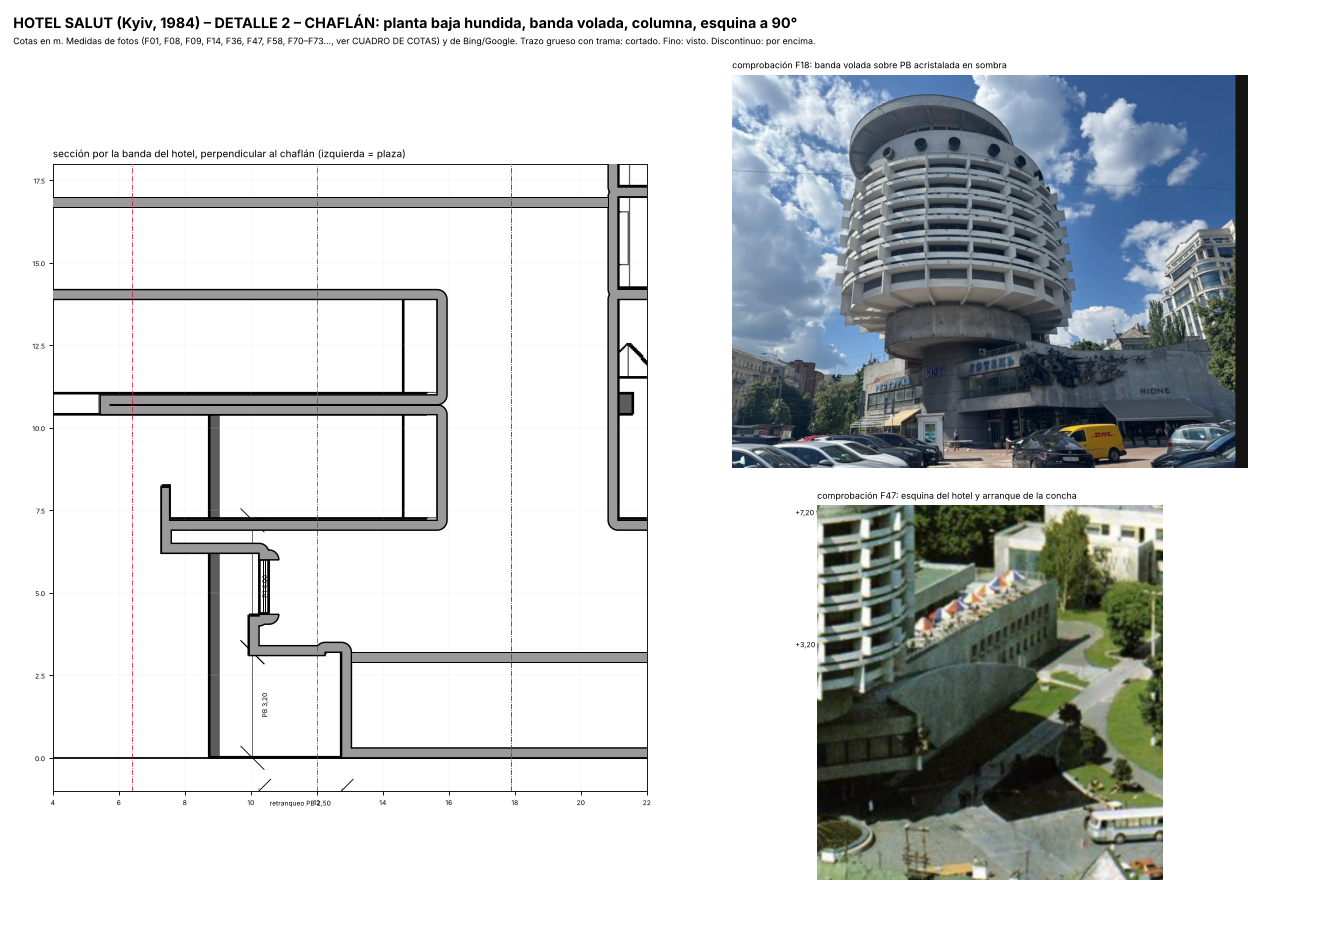 HOTEL SALUT (Kyiv, 1984) – DETALLE 2 – CHAFLÁN: planta baja hundida, banda volada, columna, esquina a 90°
Cotas en m. Medidas de fotos (F01, F08, F09, F14, F36, F47, F58, F70–F73..., ver CUADRO DE COTAS) y de Bing/Google. Trazo grueso con trama: cortado. Fino: visto. Discontinuo: por encima.
comprobación F18: banda volada sobre PB acristalada en sombra
РЕСТОРАН
ГОТЕЛЬ
RIONE
DHL
sección por la banda del hotel, perpendicular al chaflán (izquierda = plaza)
17.5
15.0
12.5
10.0
7.5
5.0
2.5
0.0
PB 3,20
4
6
8
10
12
14
16
18
20
22
retranqueo PB 2,50
comprobación F47: esquina del hotel y arranque de la concha
+7,20
+3,20